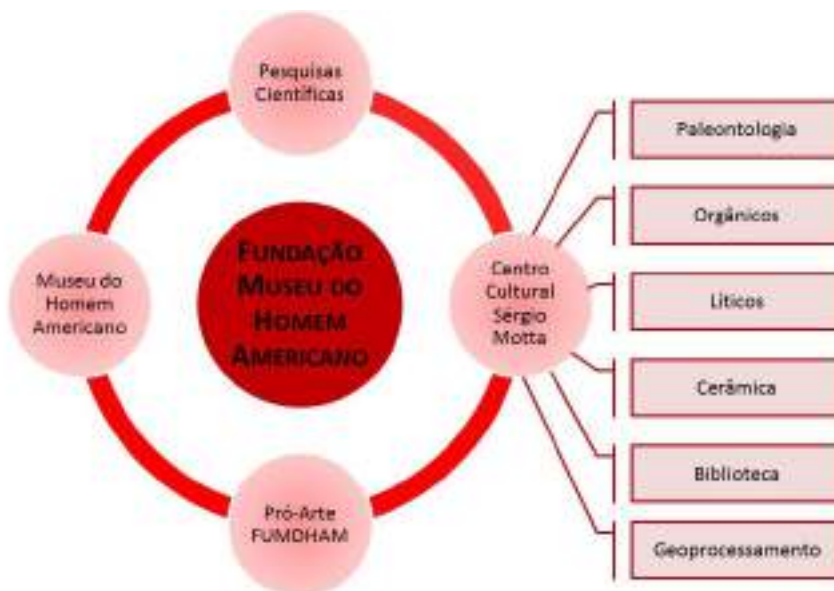 Pesquisas
Científicas
FUNDAÇÃO
MUSEU DO
HOMEM
AMERICANO
Museu do
Homem
Americano
Centro
Cultural
Sérgio
Motta
Pró-Arte
FUMDHAM
Paleontologia
Orgânicos
Líticos
Cerâmica
Biblioteca
Geoprocessamento